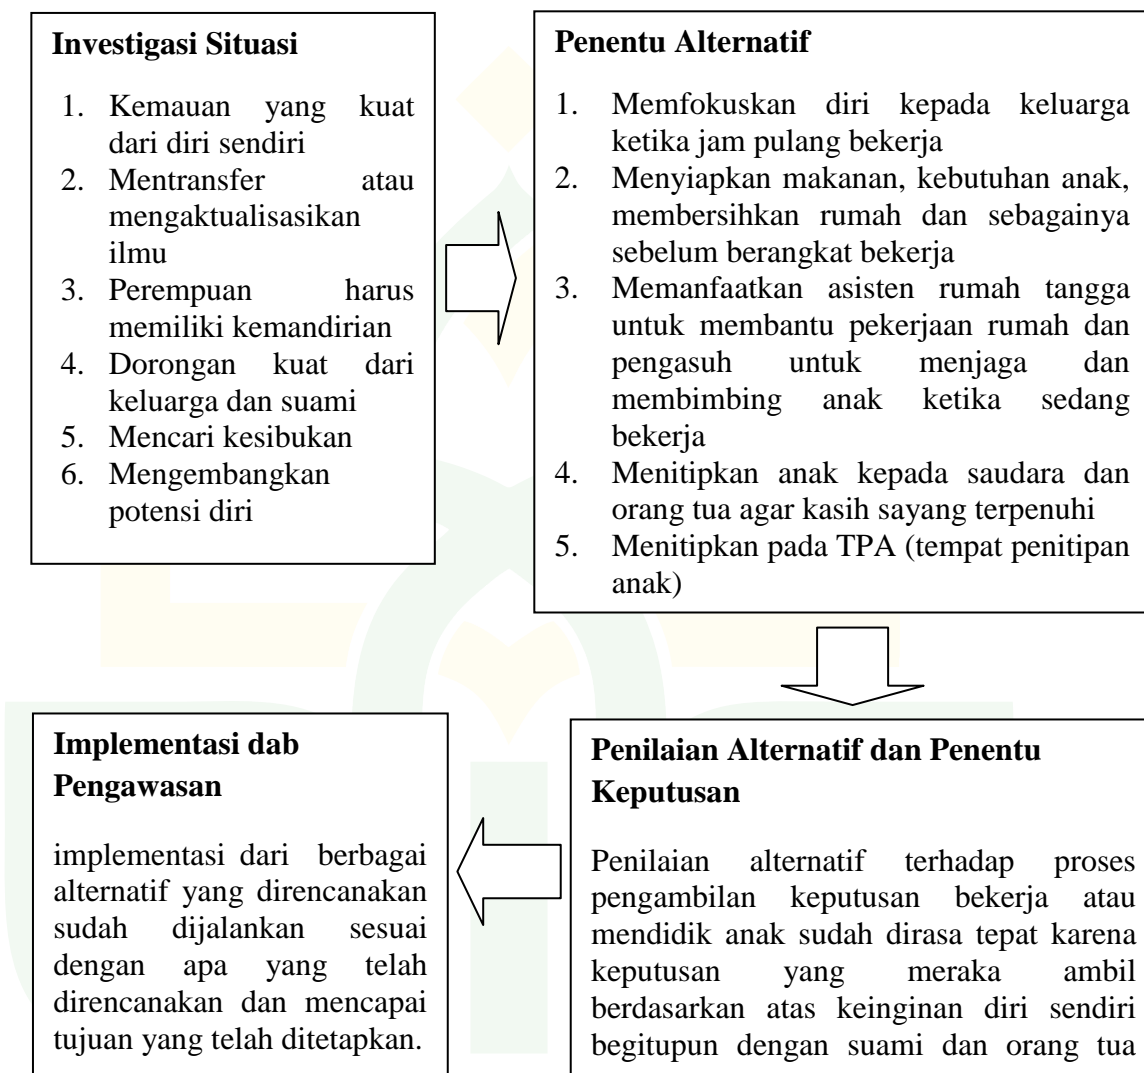 Investigasi Situasi
1. Kemauan yang kuat
dari diri sendiri
2. Mentransfer atau
mengaktualisasikan
ilmu
3. Perempuan harus
memiliki kemandirian
4. Dorongan kuat dari
keluarga dan suami
5. Mencari kesibukan
6. Mengembangkan
potensi diri
Penentu Alternatif
1. Memfokuskan diri kepada keluarga
ketika jam pulang bekerja
2. Menyiapkan makanan, kebutuhan anak,
membersihkan rumah dan sebagainya
sebelum berangkat bekerja
3. Memanfaatkan asisten rumah tangga
untuk membantu pekerjaan rumah dan
pengasuh untuk menjaga dan
membimbing anak ketika sedang
bekerja
4. Menitipkan anak kepada saudara dan
orang tua agar kasih sayang terpenuhi
5. Menitipkan pada TPA (tempat penitipan
anak)
Penilaian Alternatif dan Penentu
Keputusan
Penilaian alternatif terhadap proses
pengambilan keputusan bekerja atau
mendidik anak sudah dirasa tepat karena
keputusan yang meraka ambil
berdasarkan atas keinginan diri sendiri
begitupun dengan suami dan orang tua
Implementasi dab
Pengawasan
implementasi dari berbagai
alternatif yang direncanakan
sudah dijalankan sesuai
dengan apa yang telah
direncanakan dan mencapai
tujuan yang telah ditetapkan.